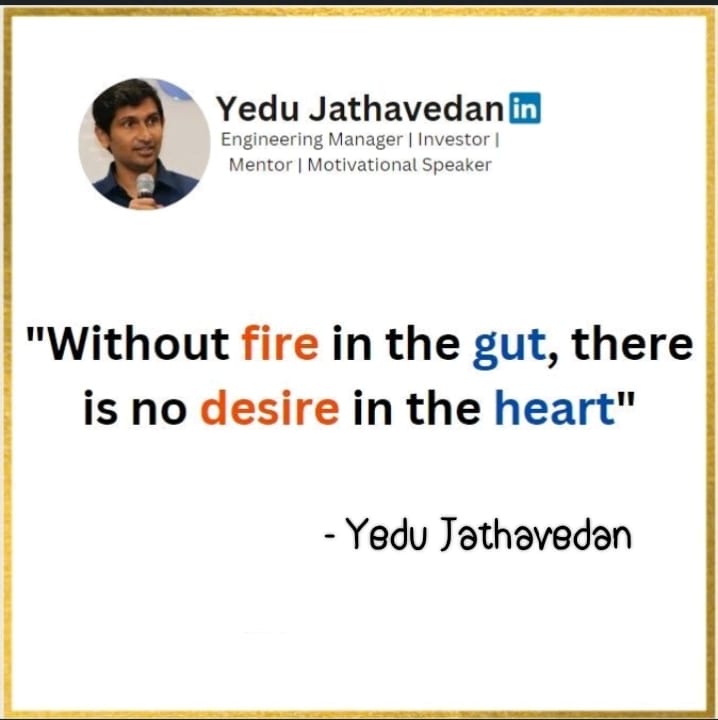 Yedu Jathavedan in
Engineering Manager | Investor |
Mentor | Motivational Speaker
"Without fire in the gut, there
is no desire in the heart"
- Yedu Jathavedan